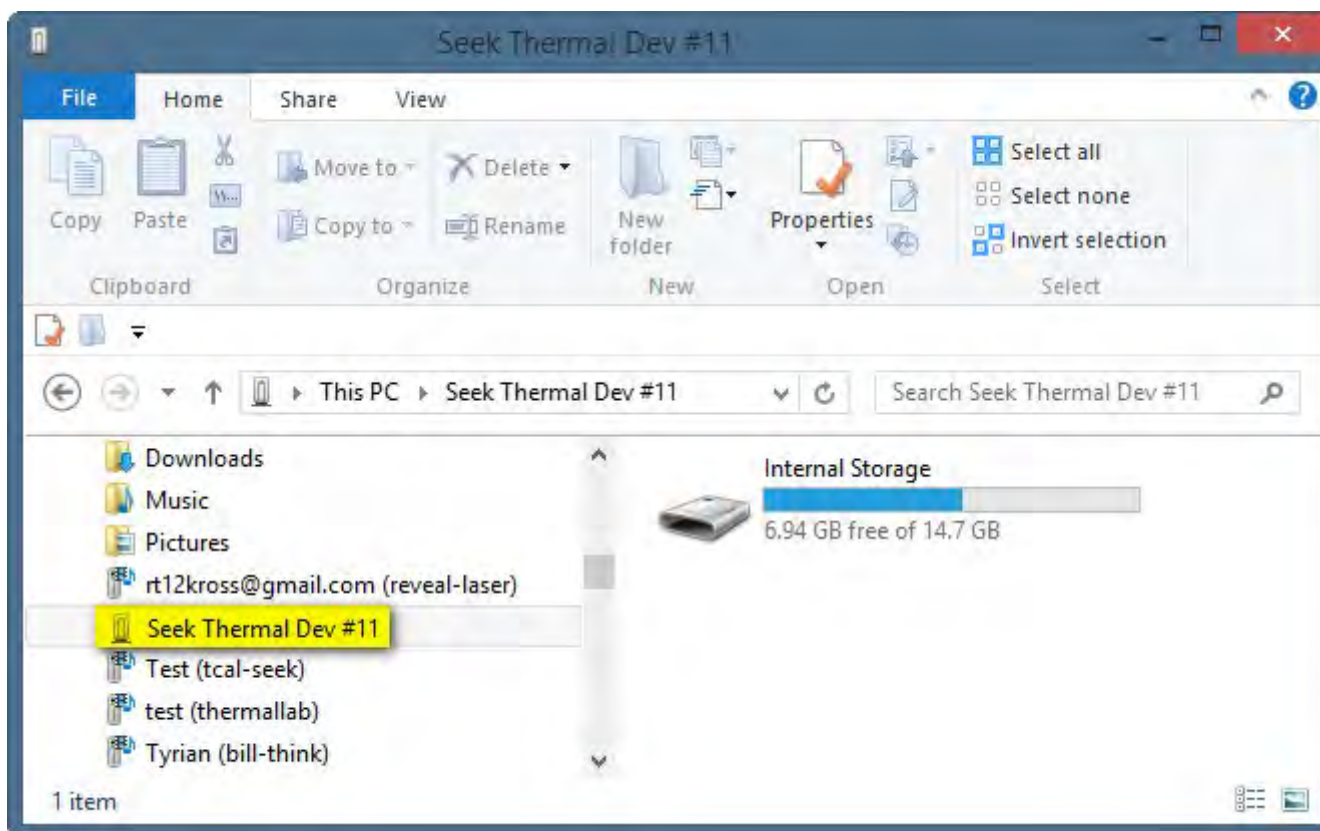 Seek Thermal Dev #11
File Home Share View
Copy Paste Move to Copy to Delete Rename New folder Properties Select all Select none Invert selection
Clipboard Organize New Open Select
This PC Seek Thermal Dev #11 Search Seek Thermal Dev #11
Downloads
Music
Pictures
rt12kross@gmail.com (reveal-laser)
Seek Thermal Dev #11
Test (tcal-seek)
test (thermallab)
Tyrian (bill-think)
Internal Storage
6.94 GB free of 14.7 GB
1 item